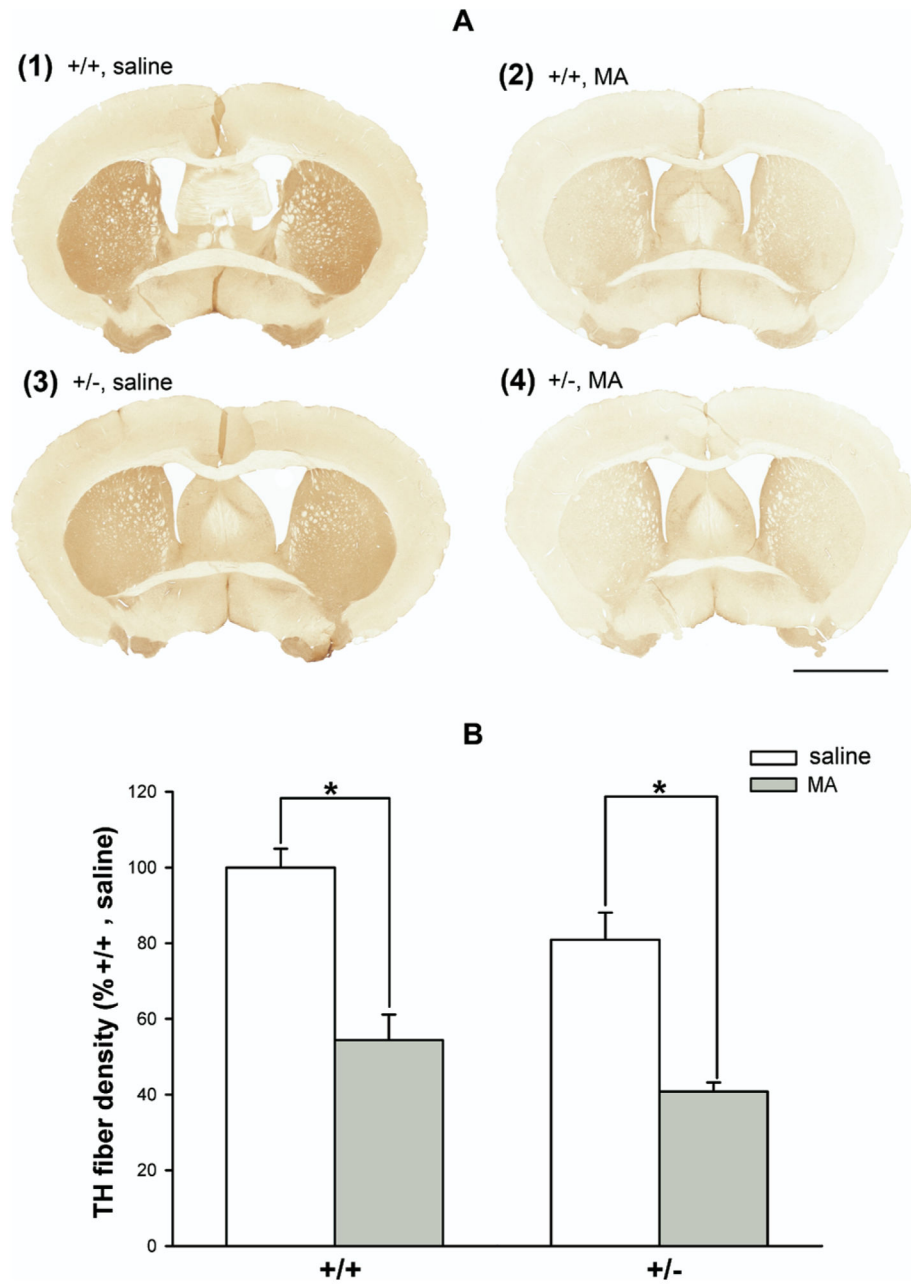 A
(1) +/+, saline
(2) +/+, MA
(3) +/-, saline
(4) +/-, MA
B
saline
MA
TH fiber density (% +/+ , saline)
120
100
80
60
40
20
0
*
*
+/+
+/-